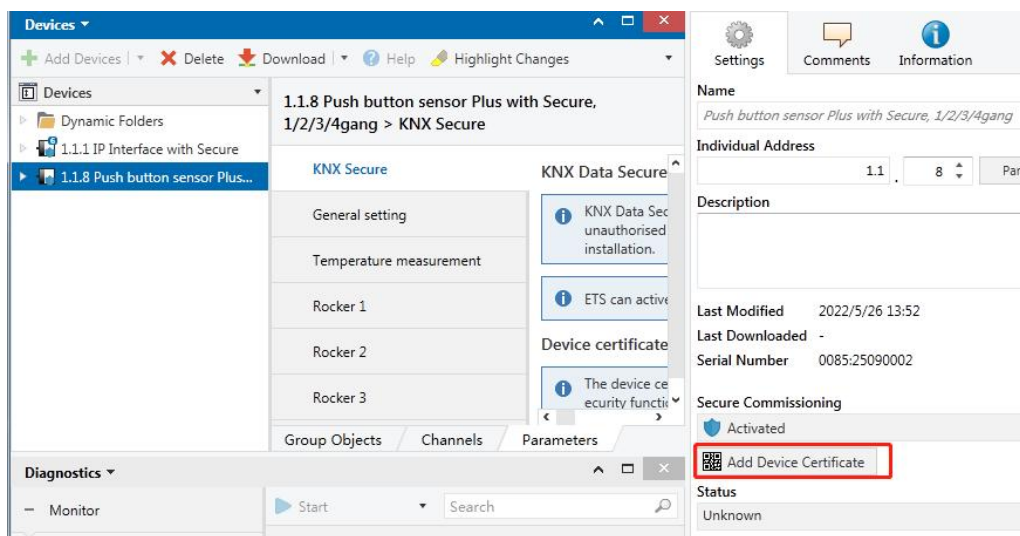 Devices
Add Devices
Delete
Download
Help
Highlight Changes
Devices
Dynamic Folders
1.1.1 IP Interface with Secure
1.1.8 Push button sensor Plus...
1.1.8 Push button sensor Plus with Secure,
1/2/3/4gang > KNX Secure
KNX Secure
General setting
Temperature measurement
Rocker 1
Rocker 2
Rocker 3
KNX Data Secure
KNX Data Sec
unauthorised
installation.
ETS can active
Device certificate
The device ce
ecurity functi
Group Objects
Channels
Parameters
Diagnostics
Monitor
Start
Search
Settings
Comments
Information
Name
Push button sensor Plus with Secure, 1/2/3/4gang
Individual Address
1.1 . 8
Par
Description
Last Modified 2022/5/26 13:52
Last Downloaded -
Serial Number 0085:25090002
Secure Commissioning
Activated
Add Device Certificate
Status
Unknown